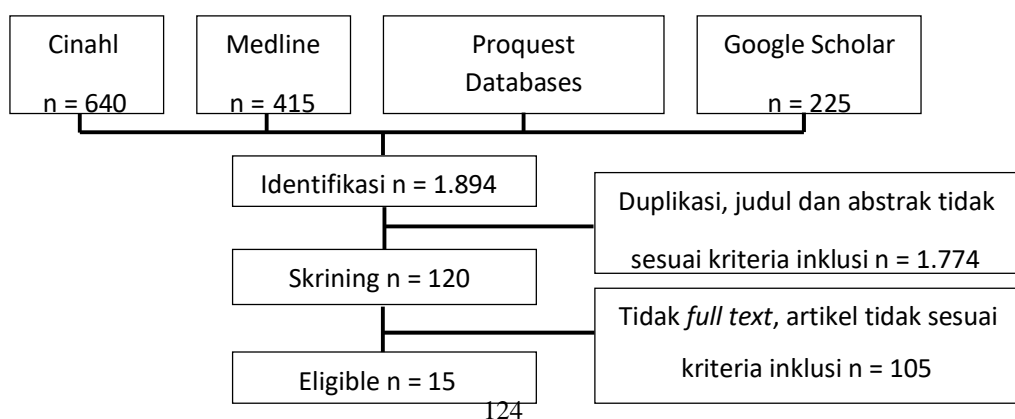 Cinahl
n = 640
Medline
n = 415
Proquest
Databases
Google Scholar
n = 225
Identifikasi n = 1.894
Duplikasi, judul dan abstrak tidak
sesuai kriteria inklusi n = 1.774
Skrining n = 120
Tidak full text, artikel tidak sesuai
kriteria inklusi n = 105
Eligible n = 15
124